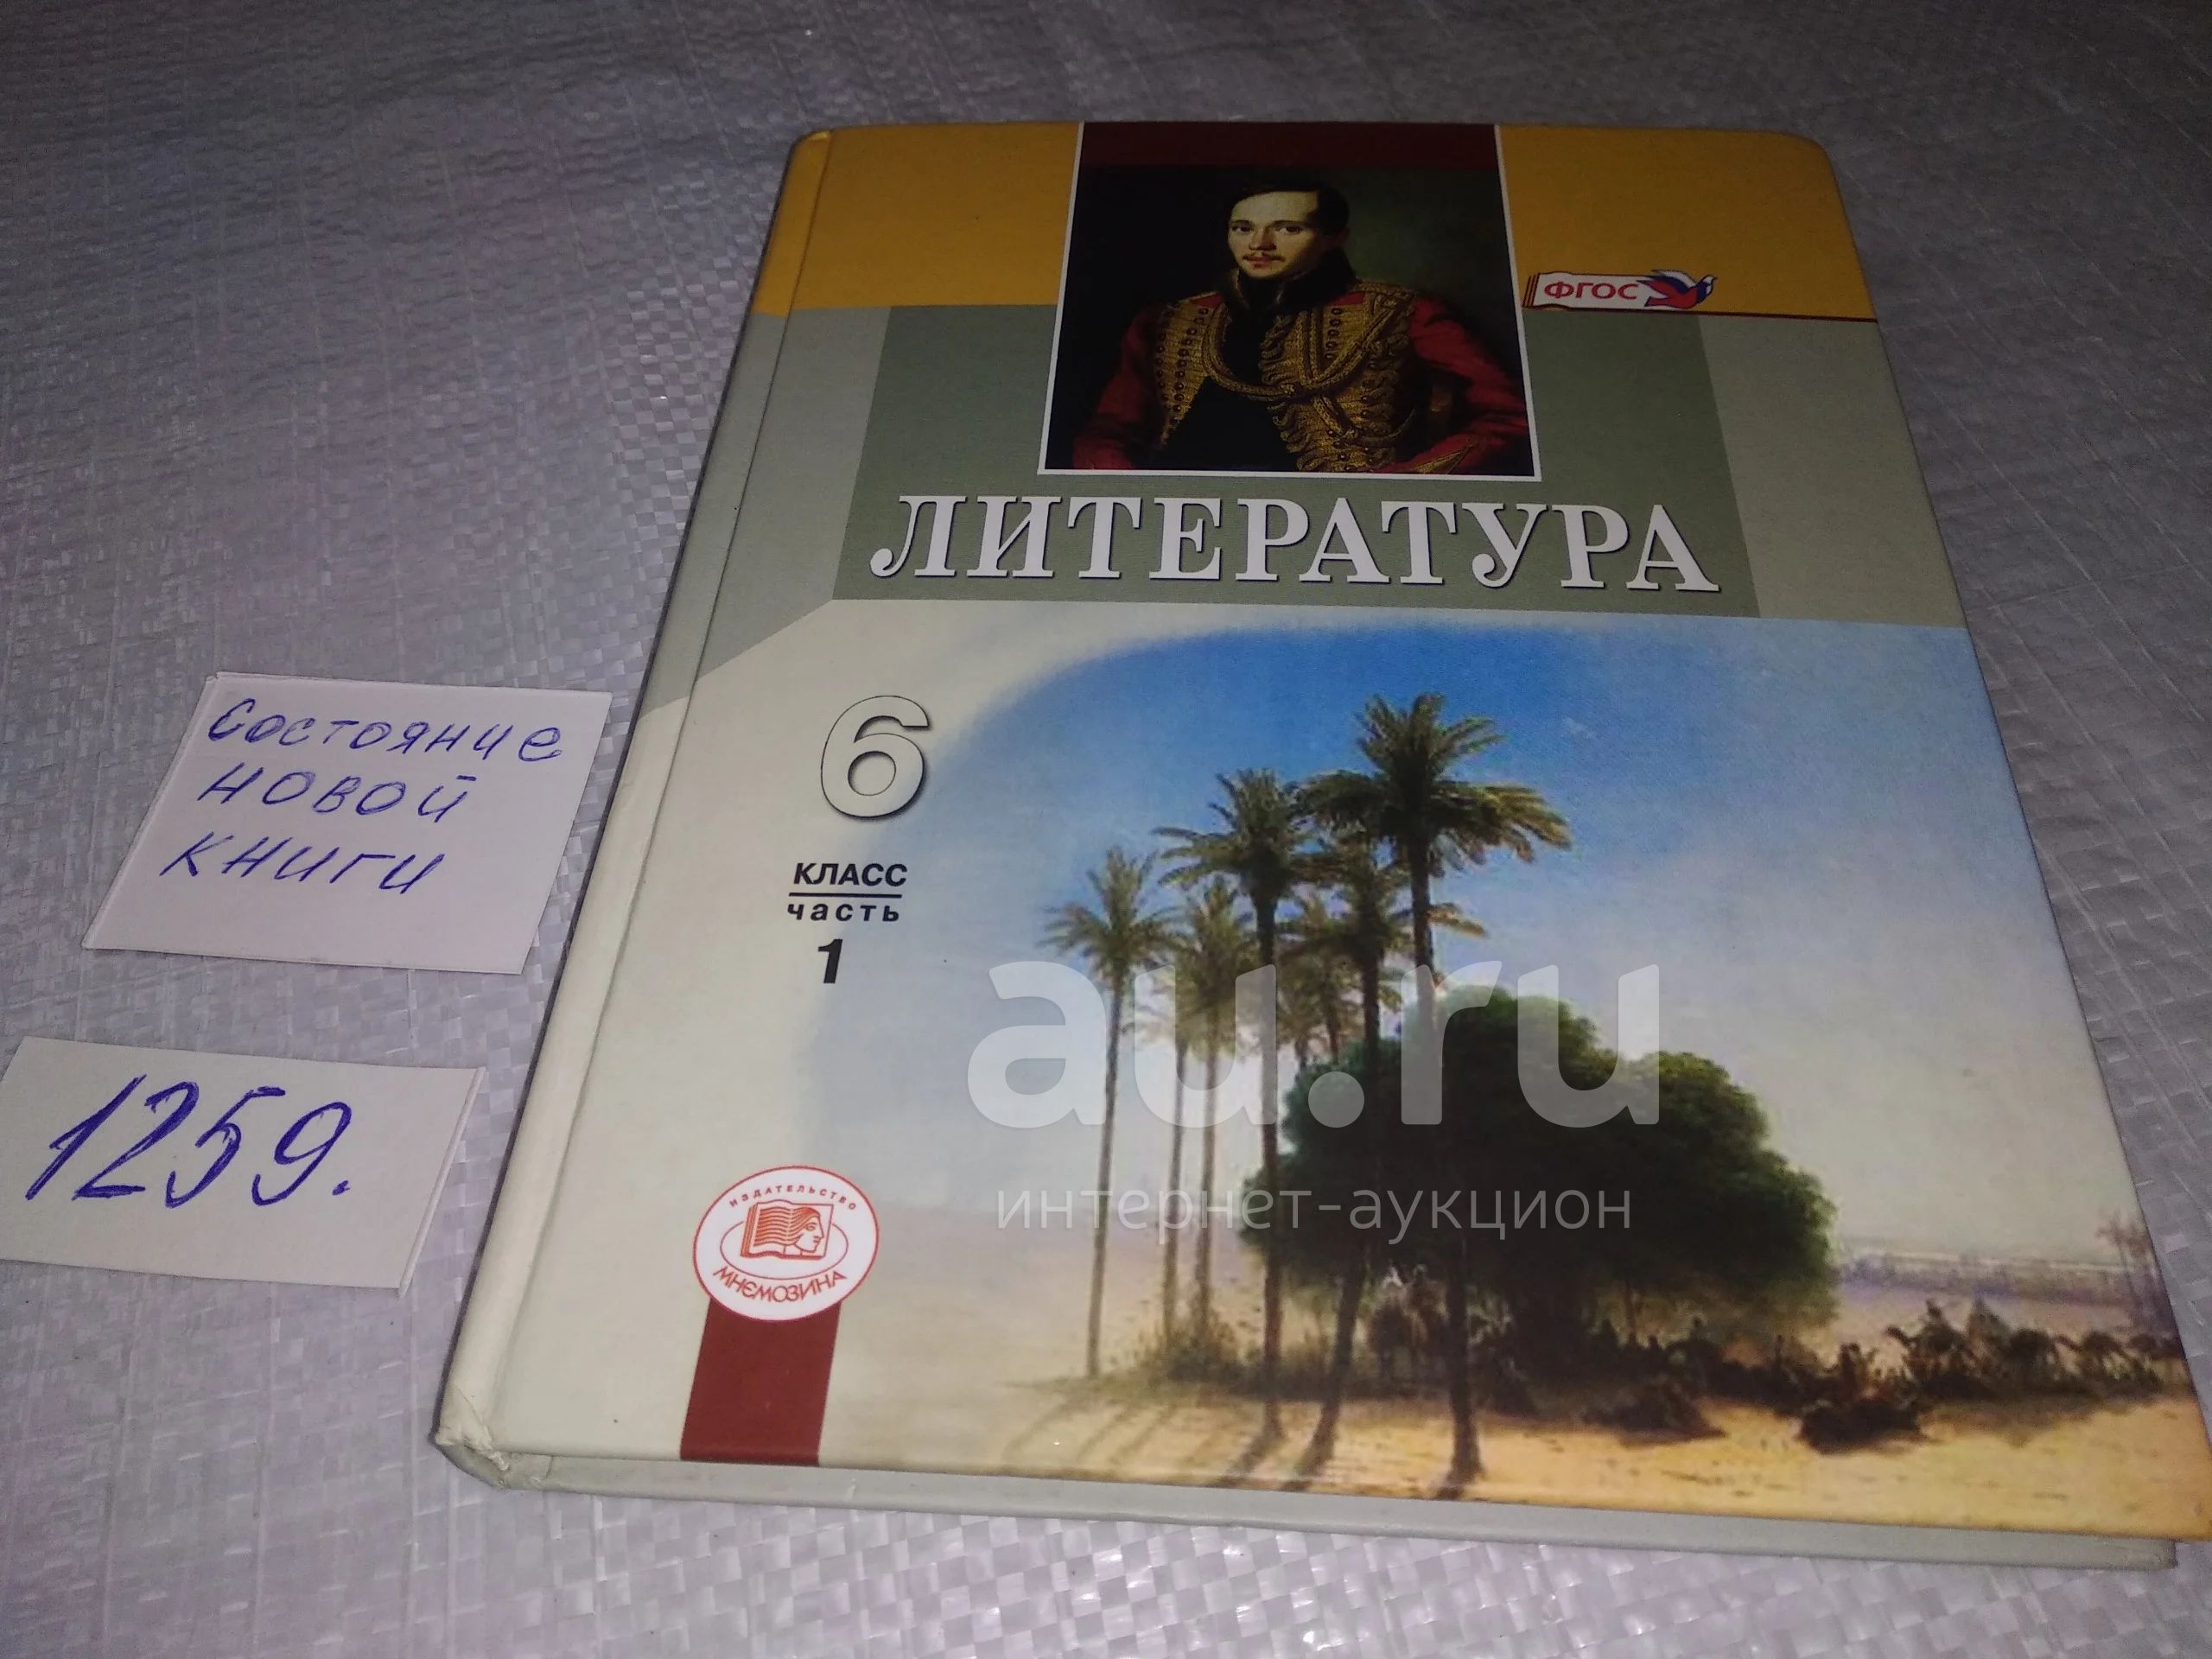 ФГОС
ЛИТЕРАТУРА
6
КЛАСС
часть
1
состояние
новой
книги
1259.
au.ru
интернет-аукцион
ИЗДАТЕЛЬСТВО
МНЕМОЗИНА